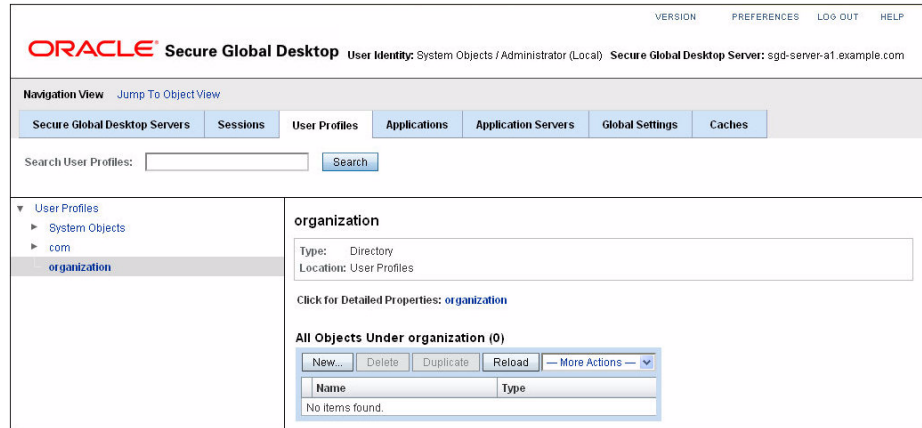 VERSION PREFERENCES LOG OUT HELP
ORACLE Secure Global Desktop User Identity: System Objects / Administrator (Local) Secure Global Desktop Server: sgd-server-a1.example.com
Navigation View Jump To Object View
Secure Global Desktop Servers Sessions User Profiles Applications Application Servers Global Settings Caches
Search User Profiles: Search
User Profiles
System Objects
com
organization
organization
Type: Directory
Location: User Profiles
Click for Detailed Properties: organization
All Objects Under organization (0)
New... Delete Duplicate Reload — More Actions —
Name Type
No items found.